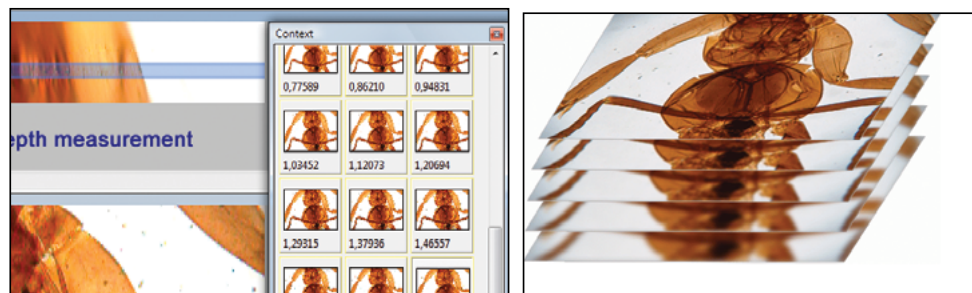 Context
0,77589 0,86210 0,94831
epth measurement
1,03452 1,12073 1,20694
1,29315 1,37936 1,46557